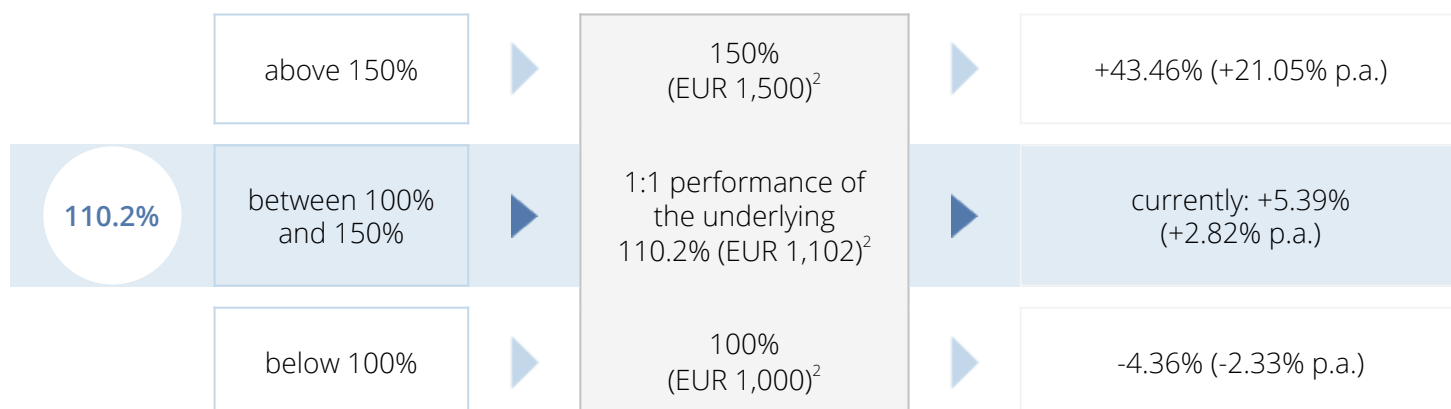 above 150%
150%
(EUR 1,500)²
+43.46% (+21.05% p.a.)
110.2%
between 100%
and 150%
1:1 performance of
the underlying
110.2% (EUR 1,102)²
currently: +5.39%
(+2.82% p.a.)
below 100%
100%
(EUR 1,000)²
-4.36% (-2.33% p.a.)